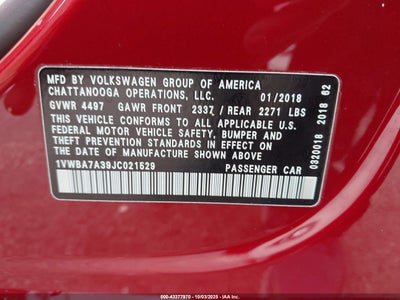 MFD BY VOLKSWAGEN GROUP OF AMERICA
CHATTANOOGA OPERATIONS, LLC. 01/2018
GVWR 4497 GAWR FRONT 2337 / REAR 2271 LBS
THIS VEHICLE CONFORMS TO ALL APPLICABLE U.S.
FEDERAL MOTOR VEHICLE SAFETY, BUMPER AND
THEFT PREVENTION STANDARDS IN EFFECT ON
THE DATE OF MANUFACTURE SHOWN ABOVE.
1VWBA7A39JC021529 PASSENGER CAR
0320018 2018 62
000-43377870 - 10/03/2025 - IAA Inc.